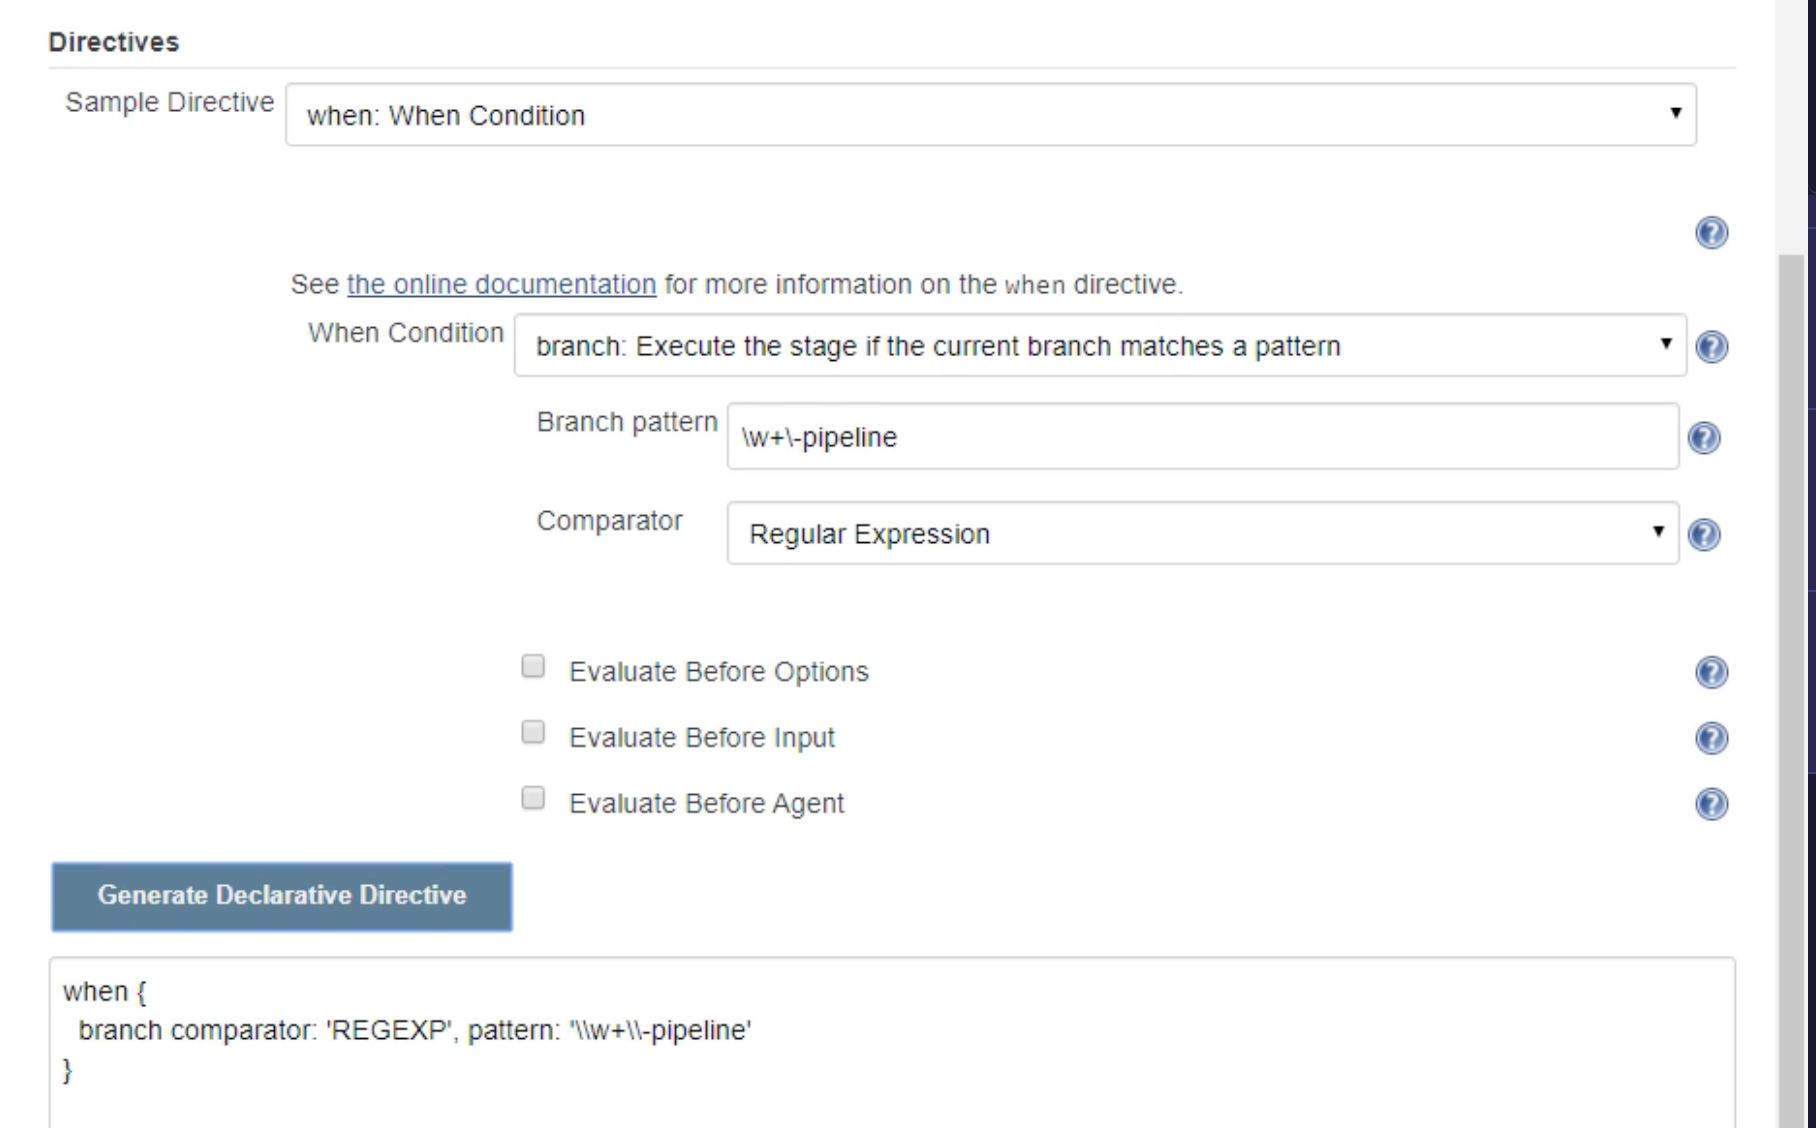 Directives
Sample Directive when: When Condition
See the online documentation for more information on the when directive.
When Condition branch: Execute the stage if the current branch matches a pattern
Branch pattern \w+\-pipeline
Comparator Regular Expression
Evaluate Before Options
Evaluate Before Input
Evaluate Before Agent
Generate Declarative Directive
when {
  branch comparator: 'REGEXP', pattern: '\\w+\\-pipeline'
}